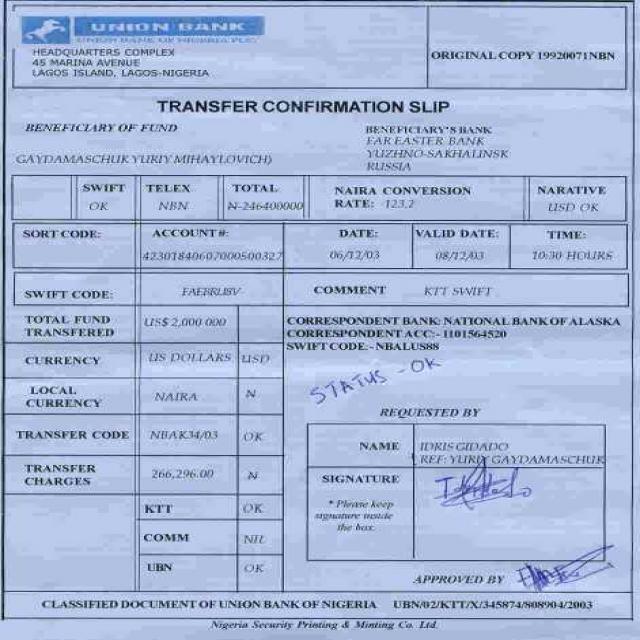 UNION BANK
UNION BANK OF NIGERIA PLC.
HEADQUARTERS COMPLEX
45 MARINA AVENUE
LAGOS ISLAND, LAGOS-NIGERIA
ORIGINAL COPY 19920071NBN
TRANSFER CONFIRMATION SLIP
BENEFICIARY OF FUND
GAYDAMASCHUK YURIY MIHAYLOVICH)
BENEFICIARY'S BANK
FAR EASTER BANK
YUZHNO-SAKHALINSK
RUSSIA
SWIFT TELEX TOTAL NAIRA CONVERSION NARATIVE
OK NBN N-246400000 RATE: -123,2 USD OK
SORT CODE: ACCOUNT #: DATE: VALID DATE: TIME:
42301840607000500327 06/12/03 08/12/03 10:30 HOURS
SWIFT CODE: FAEBRU8V COMMENT KTT SWIFT
TOTAL FUND TRANSFERED US$ 2,000 000
CORRESPONDENT BANK: NATIONAL BANK OF ALASKA
CORRESPONDENT ACC:- 1101564520
SWIFT CODE:- NBALUS88
CURRENCY US DOLLARS USD
STATUS - OK
LOCAL CURRENCY NAIRA N
REQUESTED BY
TRANSFER CODE NBAK34/03 OK
NAME IDRIS GIDADO
REF: YURIY GAYDAMASCHUK
TRANSFER CHARGES 266,296.00 N
SIGNATURE
* Please keep
signature inside
the box.
KTT OK
COMM NIL
UBN OK
APPROVED BY
CLASSIFIED DOCUMENT OF UNION BANK OF NIGERIA UBN/02/KTT/X/345874/808904/2003
Nigeria Security Printing & Minting Co. Ltd.